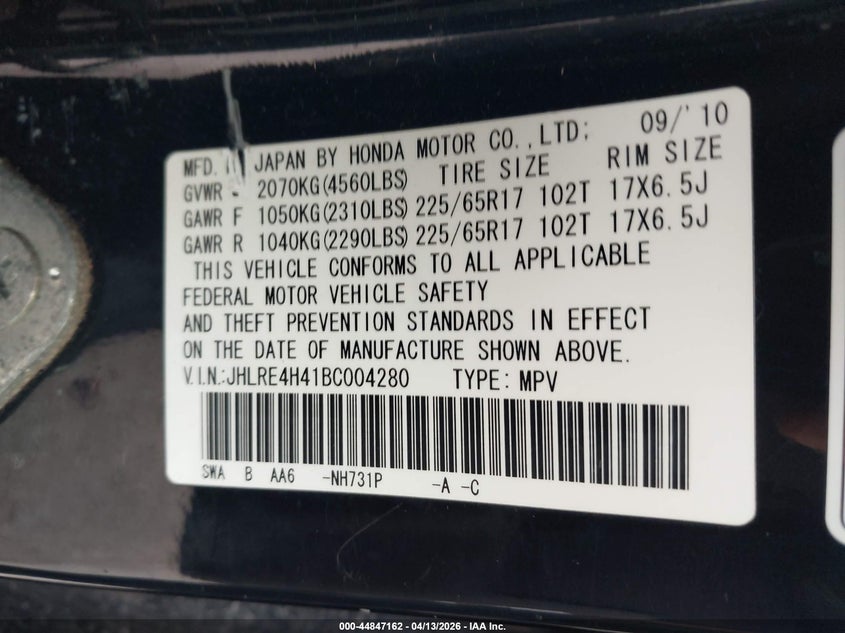 MFD. IN JAPAN BY HONDA MOTOR CO.,LTD: 09/'10
GVWR - 2070KG(4560LBS) TIRE SIZE RIM SIZE
GAWR F 1050KG(2310LBS) 225/65R17 102T 17X6.5J
GAWR R 1040KG(2290LBS) 225/65R17 102T 17X6.5J
THIS VEHICLE CONFORMS TO ALL APPLICABLE
FEDERAL MOTOR VEHICLE SAFETY
AND THEFT PREVENTION STANDARDS IN EFFECT
ON THE DATE OF MANUFACTURE SHOWN ABOVE.
V.I.N.:JHLRE4H41BC004280 TYPE: MPV
SWA B AA6 -NH731P -A -C
000-44847162 - 04/13/2026 - IAA Inc.